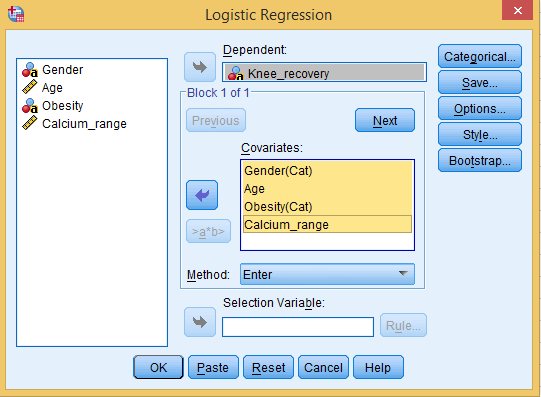 Logistic Regression
Gender
Age
Obesity
Calcium_range
Dependent:
Knee_recovery
Block 1 of 1
Previous
Next
Covariates:
Gender(Cat)
Age
Obesity(Cat)
Calcium_range
>a*b>
Method:
Enter
Selection Variable:
Rule...
Categorical...
Save...
Options...
Style...
Bootstrap...
OK
Paste
Reset
Cancel
Help